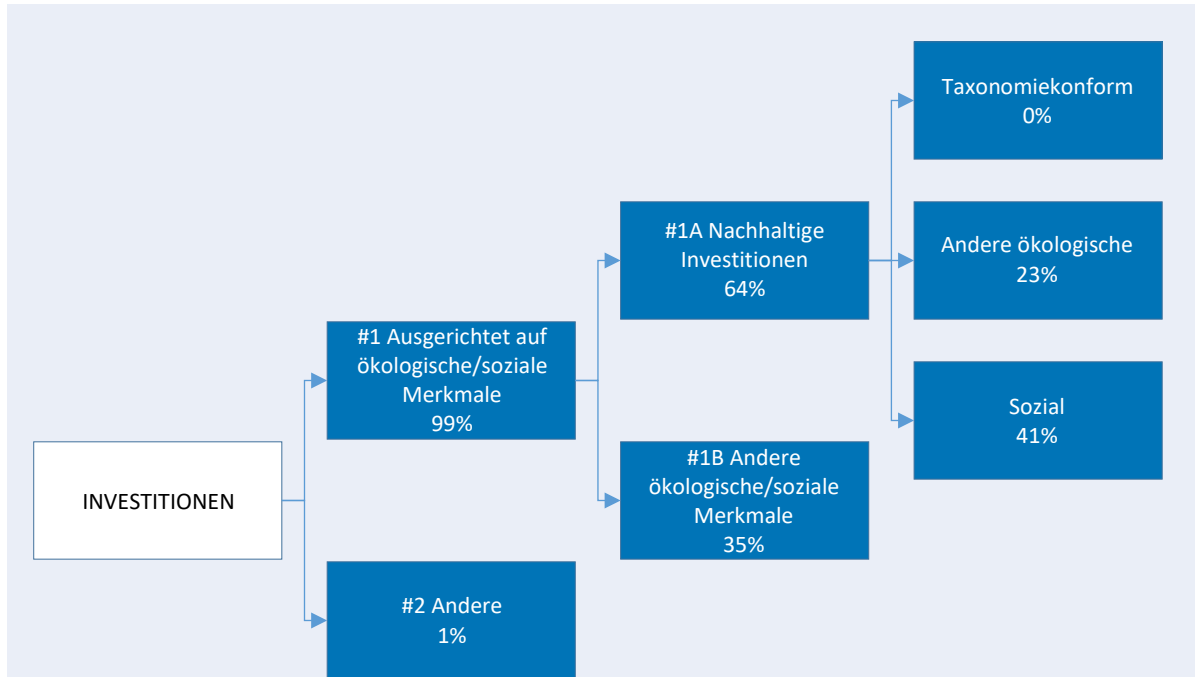 INVESTITIONEN
#1 Ausgerichtet auf
ökologische/soziale
Merkmale
99%
#2 Andere
1%
#1A Nachhaltige
Investitionen
64%
#1B Andere
ökologische/soziale
Merkmale
35%
Taxonomiekonform
0%
Andere ökologische
23%
Sozial
41%